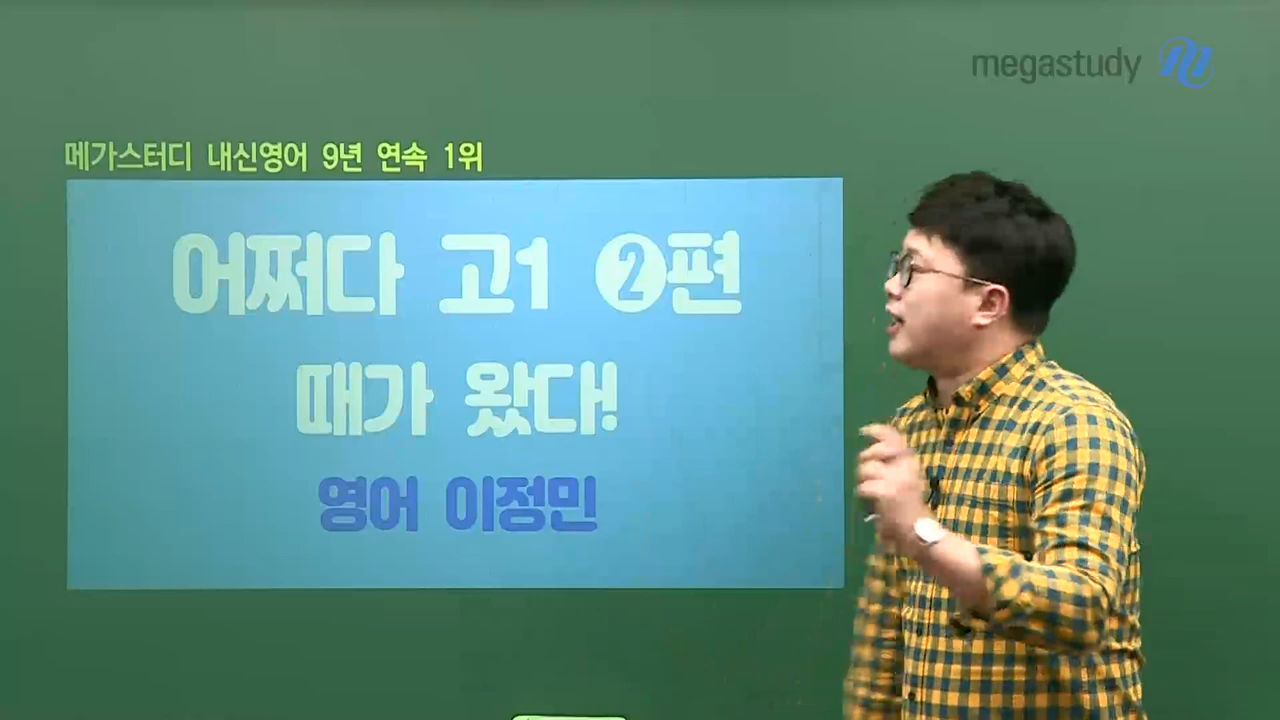 megastudy
메가스터디 내신영어 9년 연속 1위
어쩌다 고1 ❷편
때가 왔다!
영어 이정민